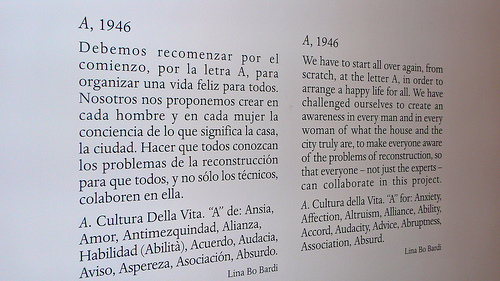 A, 1946
Debemos recomenzar por el
comienzo, por la letra A, para
organizar una vida feliz para todos.
Nosotros nos proponemos crear en
cada hombre y en cada mujer la
conciencia de lo que significa la casa,
la ciudad. Hacer que todos conozcan
los problemas de la reconstrucción
para que todos, y no sólo los técnicos,
colaboren en ella.
A. Cultura Della Vita. "A" de: Ansia,
Amor, Antimezquindad, Alianza,
Habilidad (Abilità), Acuerdo, Audacia,
Aviso, Aspereza, Asociación, Absurdo.
Lina Bo Bardi
A, 1946
We have to start all over again, from
scratch, at the letter A, in order to
arrange a happy life for all. We have
challenged ourselves to create an
awareness in every man and in every
woman of what the house and the
city truly are, to make everyone aware
of the problems of reconstruction, so
that everyone – not just the experts –
can collaborate in this project.
A. Cultura della Vita. "A" for: Anxiety,
Affection, Altruism, Alliance, Ability,
Accord, Audacity, Advice, Abruptness,
Association, Absurd.
Lina Bo Bardi